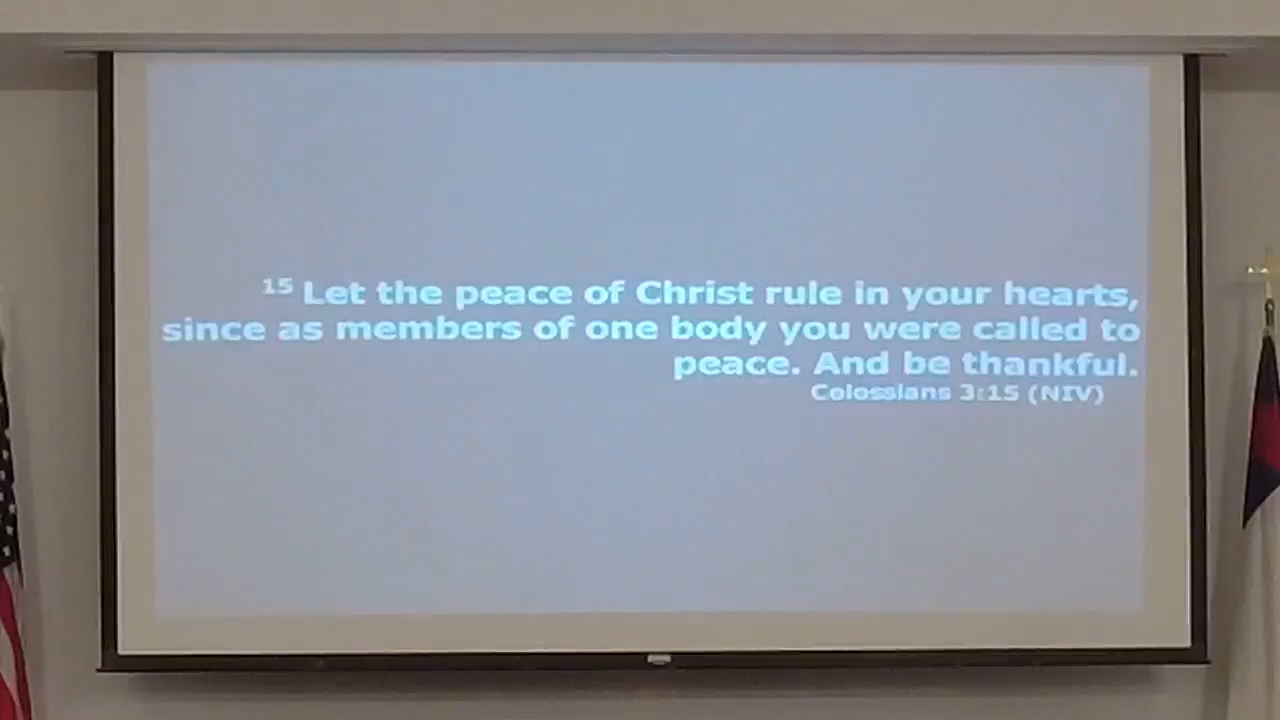 15 Let the peace of Christ rule in your hearts,
since as members of one body you were called to
peace. And be thankful.
Colossians 3:15 (NIV)